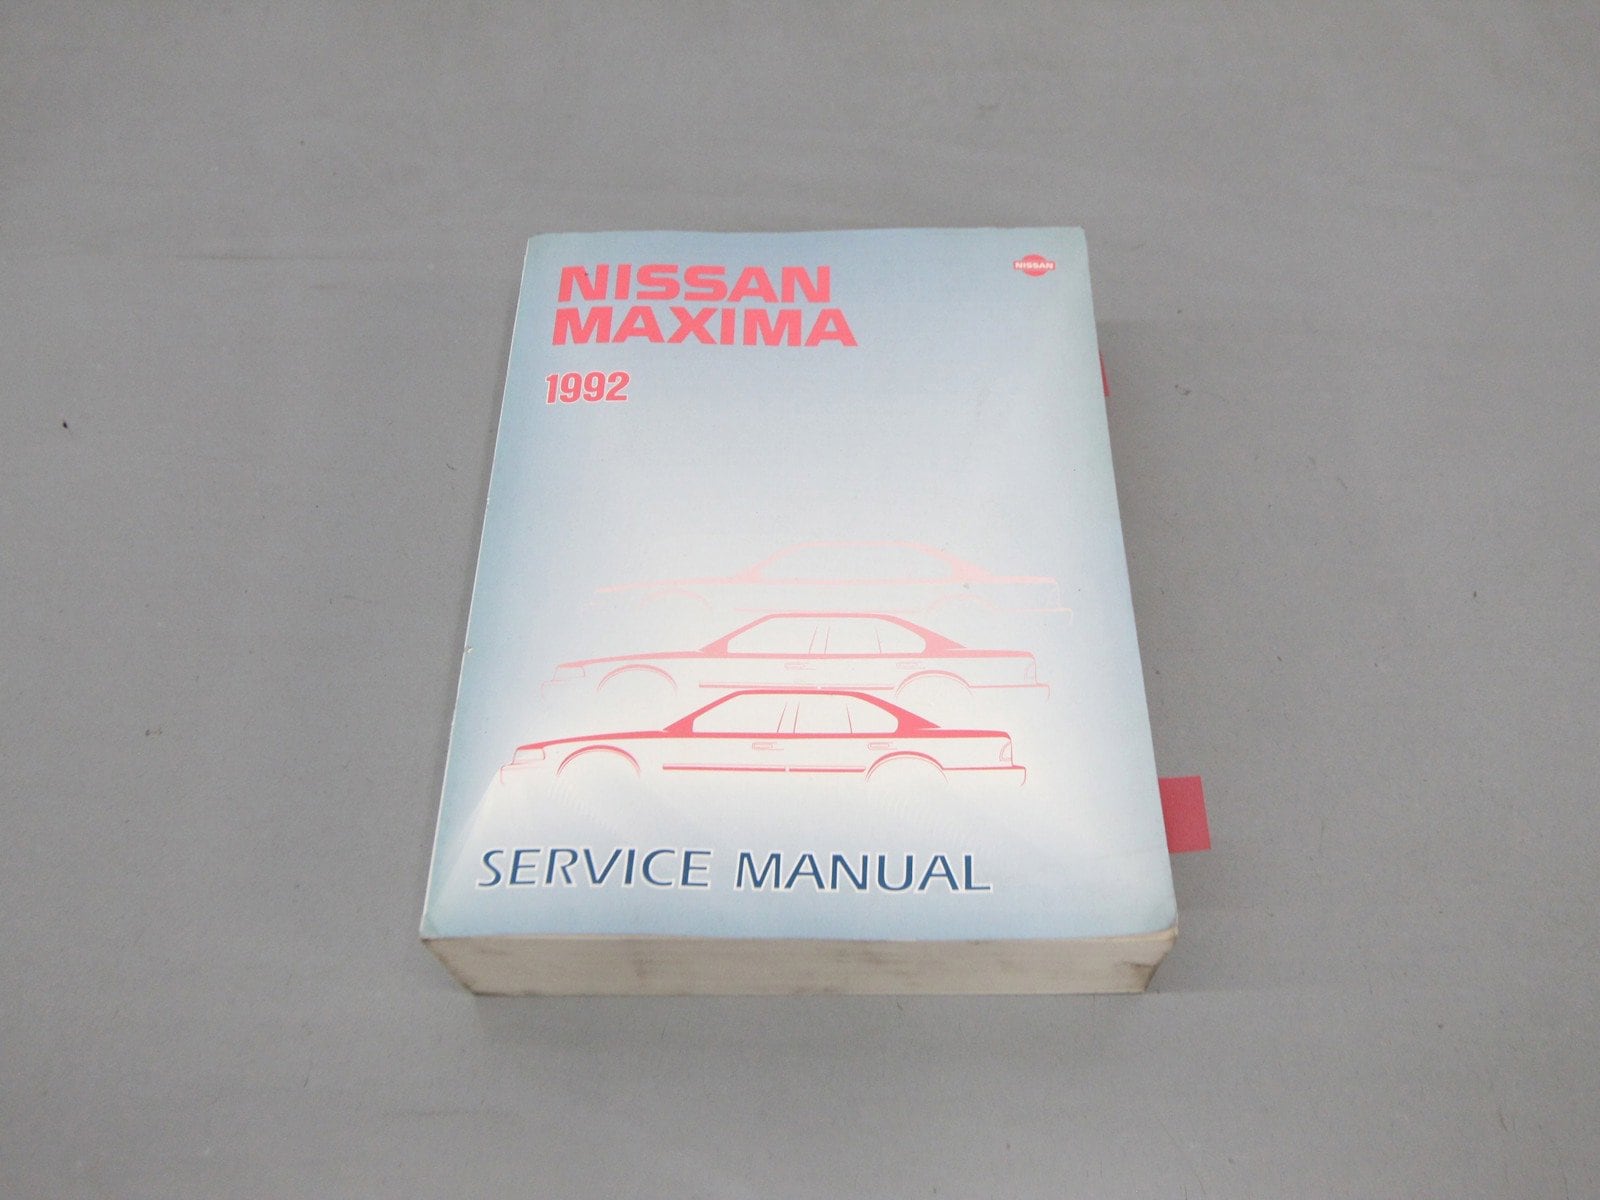 NISSAN
NISSAN
MAXIMA
1992
SERVICE MANUAL